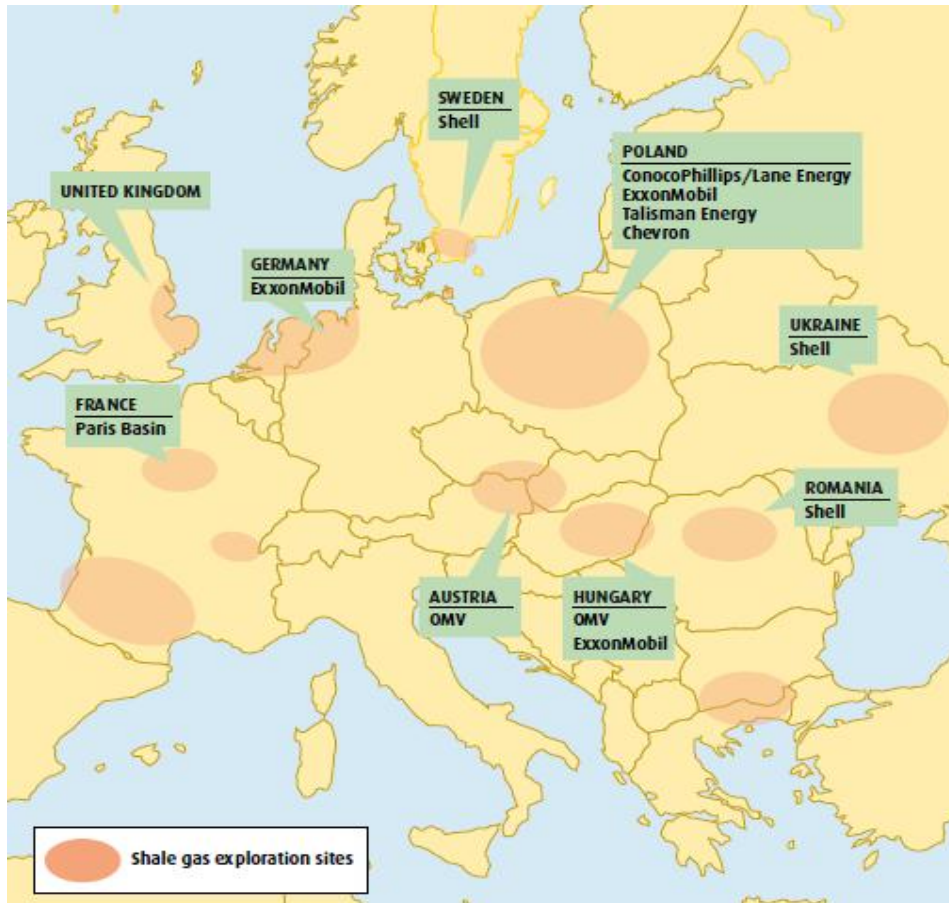 SWEDEN
Shell
POLAND
ConocoPhillips/Lane Energy
ExxonMobil
Talisman Energy
Chevron
UNITED KINGDOM
GERMANY
ExxonMobil
UKRAINE
Shell
FRANCE
Paris Basin
ROMANIA
Shell
AUSTRIA
OMV
HUNGARY
OMV
ExxonMobil
Shale gas exploration sites